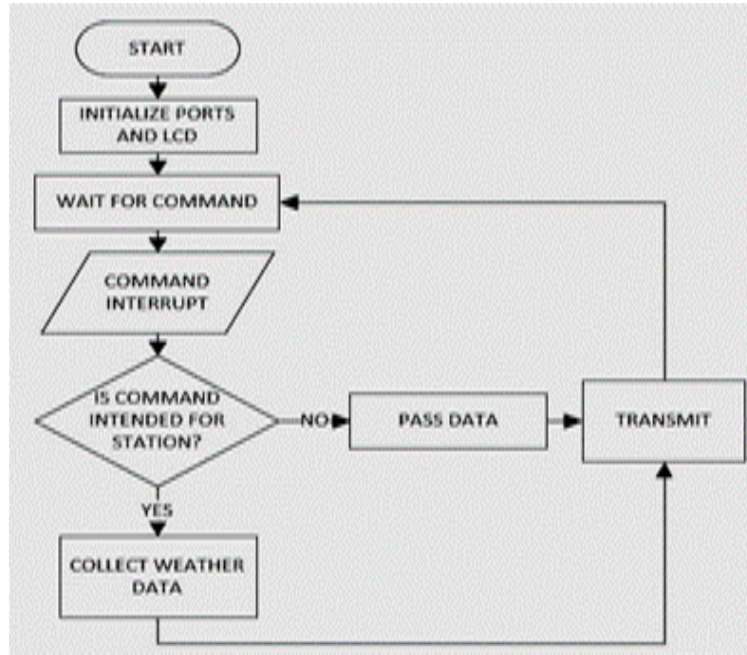 START
INITIALIZE PORTS
AND LCD
WAIT FOR COMMAND
COMMAND
INTERRUPT
IS COMMAND
INTENDED FOR
STATION?
NO
PASS DATA
TRANSMIT
YES
COLLECT WEATHER
DATA